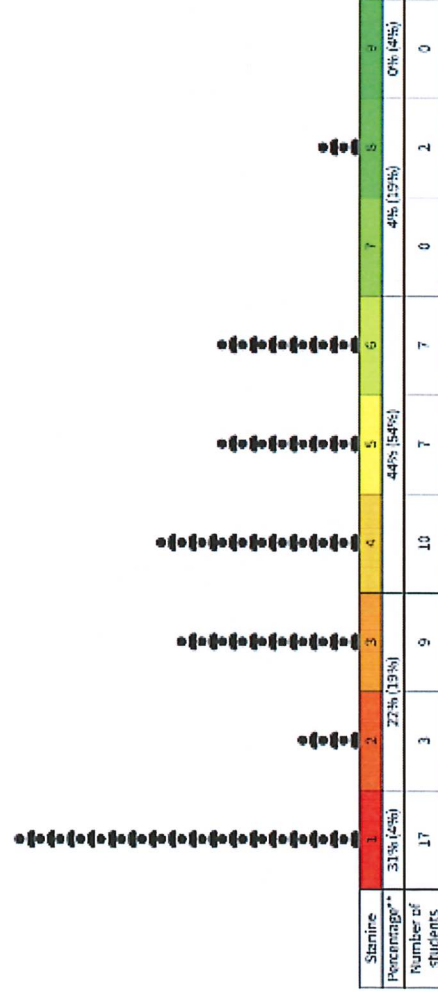 Stanine 1 2 3 4 5 6 7 8 9
Percentage** 31% (4%) 22% (19%) 44% (54%) 4% (19%) 0% (4%)
Number of students 17 3 9 10 7 7 0 2 0